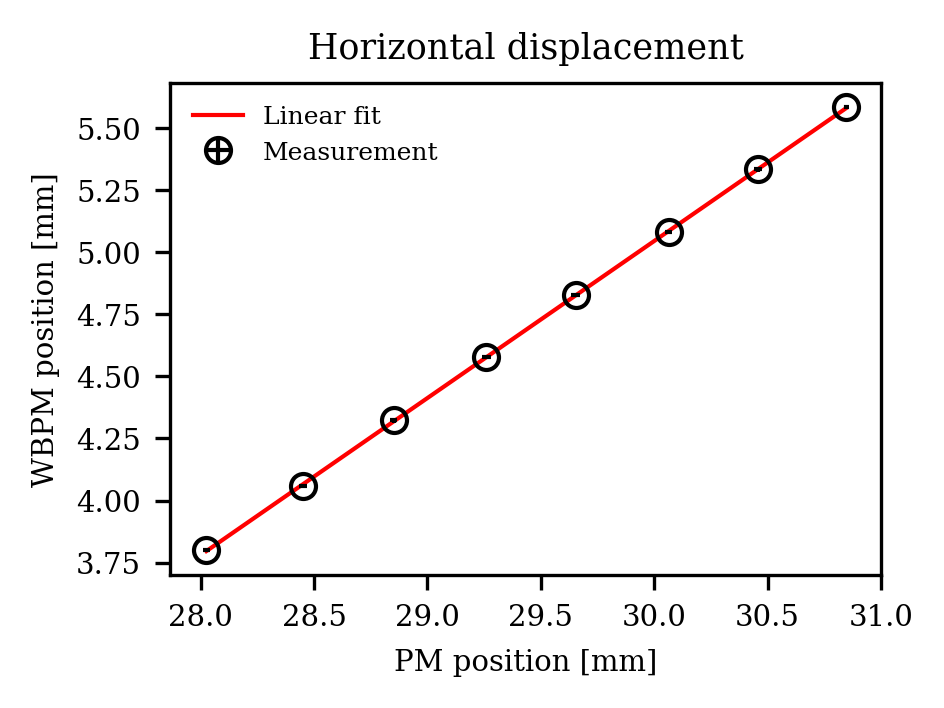 Horizontal displacement
Linear fit
Measurement
WBPM position [mm]
5.50
5.25
5.00
4.75
4.50
4.25
4.00
3.75
28.0 28.5 29.0 29.5 30.0 30.5 31.0
PM position [mm]